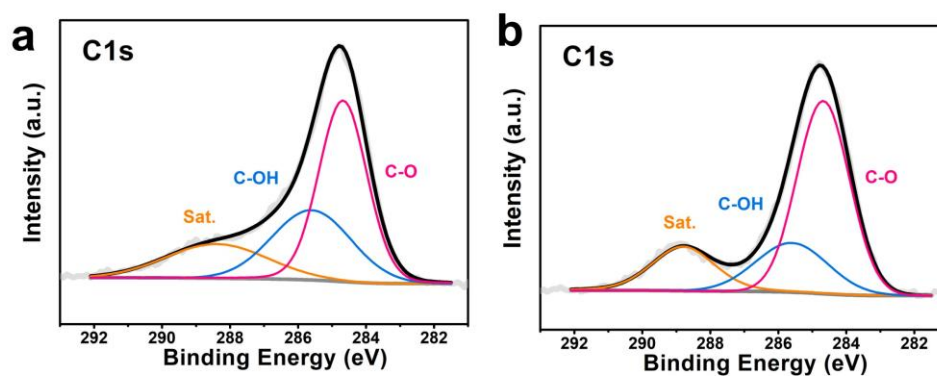 a
C1s
Intensity (a.u.)
C-OH
C-O
Sat.
292 290 288 286 284 282
Binding Energy (eV)
b
C1s
Intensity (a.u.)
C-OH
C-O
Sat.
292 290 288 286 284 282
Binding Energy (eV)